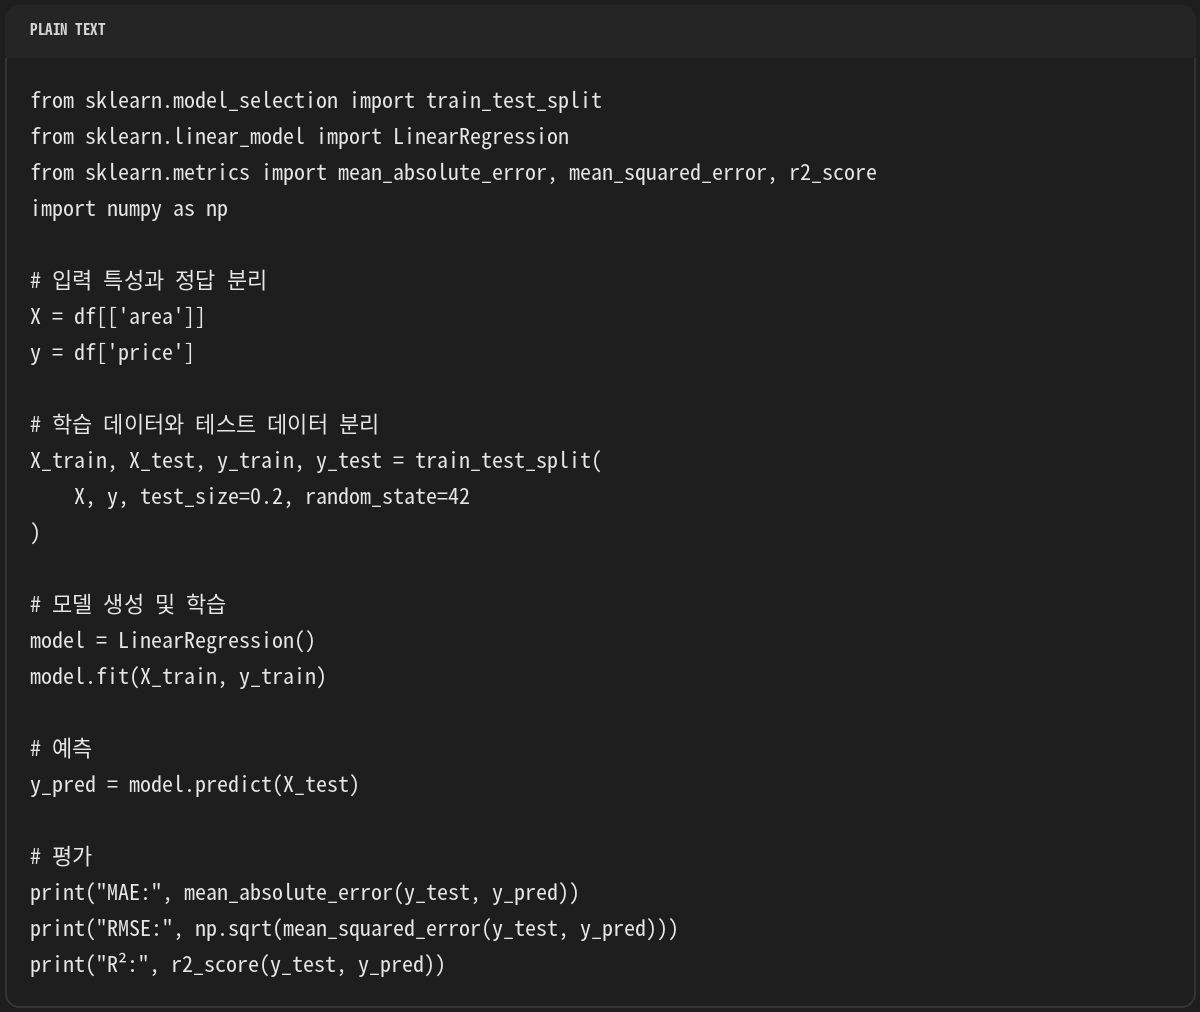 PLAIN TEXT
from sklearn.model_selection import train_test_split
from sklearn.linear_model import LinearRegression
from sklearn.metrics import mean_absolute_error, mean_squared_error, r2_score
import numpy as np

# 입력 특성과 정답 분리
X = df[['area']]
y = df['price']

# 학습 데이터와 테스트 데이터 분리
X_train, X_test, y_train, y_test = train_test_split(
    X, y, test_size=0.2, random_state=42
)

# 모델 생성 및 학습
model = LinearRegression()
model.fit(X_train, y_train)

# 예측
y_pred = model.predict(X_test)

# 평가
print("MAE:", mean_absolute_error(y_test, y_pred))
print("RMSE:", np.sqrt(mean_squared_error(y_test, y_pred)))
print("R²:", r2_score(y_test, y_pred))